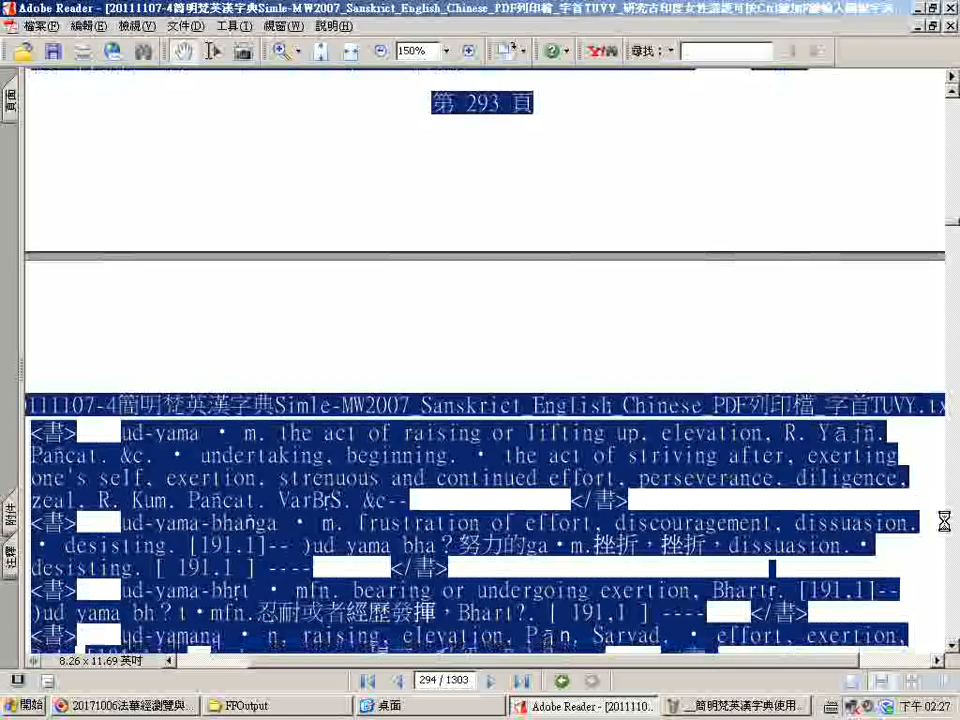 Adobe Reader - [20111107-4簡明梵英漢字典Simle-MW2007_Sanskrict_English_Chinese_PDF列印檔_字首TUVY_研究古印度女性議題可按Ctrl鍵加F鍵輸入關鍵字
檔案(F) 編輯(E) 檢視(V) 文件(D) 工具(T) 視窗(W) 說明(H)
150% 尋找：
頁面
第 293 頁
111107-4簡明梵英漢字典Simle-MW2007_Sanskrict_English_Chinese_PDF列印檔_字首TUVY.tx
<書> ud-yama • m. the act of raising or lifting up, elevation, R. Yājñ.
Pañcat. &c. • undertaking, beginning. • the act of striving after, exerting
one's self, exertion, strenuous and continued effort, perseverance, diligence,
zeal, R. Kum. Pañcat. VarBṛS. &c-- </書>
<書> ud-yama-bhaṅga • m. frustration of effort, discouragement, dissuasion.
• desisting. [191,1]-- )ud yama bha？努力的ga•m.挫折，挫折，dissuasion.•
desisting. [ 191,1 ] ---- </書>
<書> ud-yama-bhṛt • mfn. bearing or undergoing exertion, Bhartṛ. [191,1]--
)ud yama bh？t•mfn.忍耐或者經歷發揮，Bhart?. [ 191,1 ] ---- </書>
<書> ud-yamana • n. raising, elevation, Pāṇ. Sarvad. • effort, exertion,
附件
注釋
8.26 x 11.69 英吋
294 / 1303
開始 20171006法華經瀏覽與... FFOutput 桌面 Adobe Reader - [2011110... __簡明梵英漢字典使用... 下午 02:27